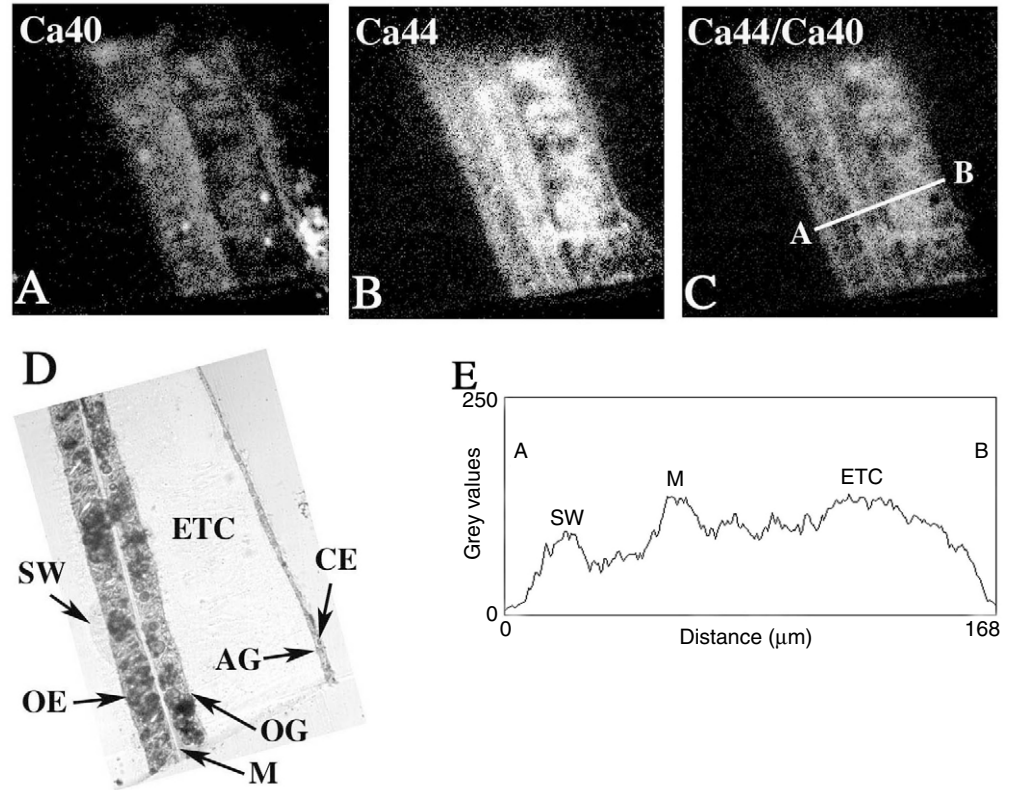 Ca40
A
Ca44
B
Ca44/Ca40
A
B
C
D
ETC
SW
CE
AG
OE
OG
M
E
250
0
Grey values
A
B
SW
M
ETC
0
168
Distance (μm)